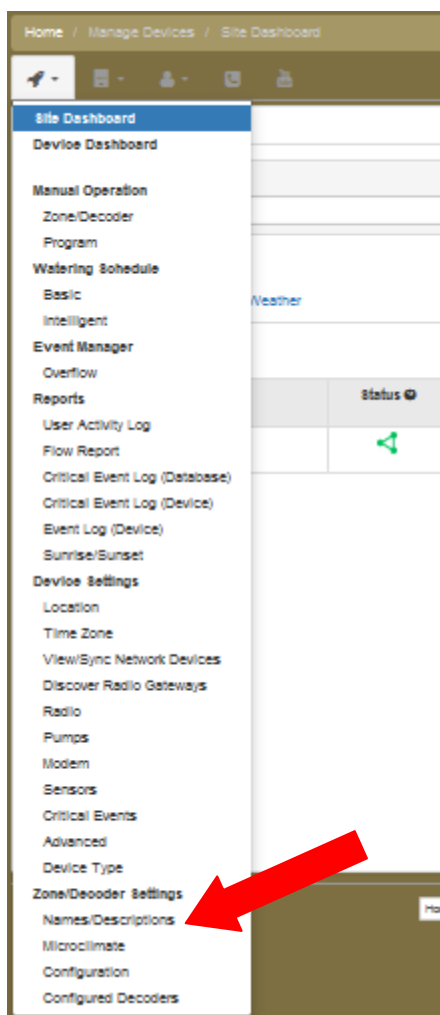 Home / Manage Devices / Site Dashboard
Site Dashboard
Device Dashboard
Manual Operation
Zone/Decoder
Program
Watering Schedule
Basic
Weather
Intelligent
Event Manager
Overflow
Reports
Status
User Activity Log
Flow Report
Critical Event Log (Database)
Critical Event Log (Device)
Event Log (Device)
Sunrise/Sunset
Device Settings
Location
Time Zone
View/Sync Network Devices
Discover Radio Gateways
Radio
Pumps
Modem
Sensors
Critical Events
Advanced
Device Type
Zone/Decoder Settings
Names/Descriptions
Microclimate
Configuration
Configured Decoders